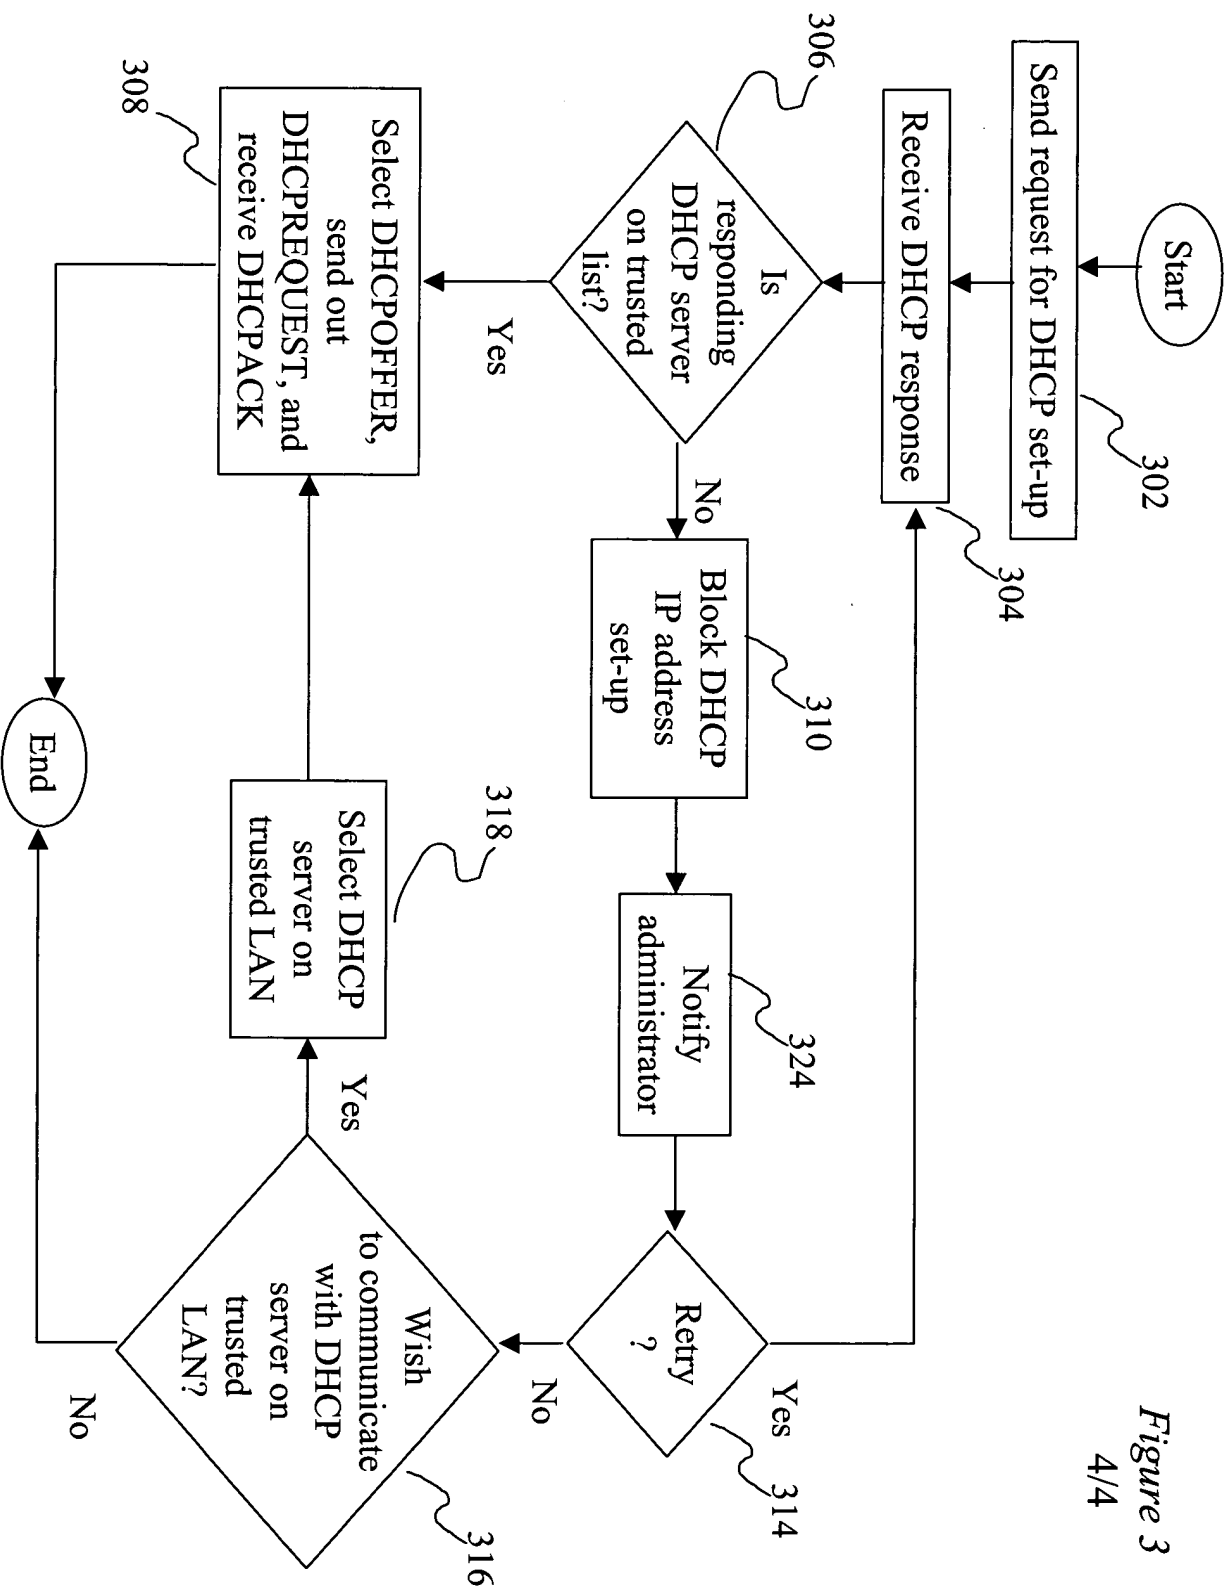 Figure 3
4/4
Start
Send request for DHCP set-up
302
Receive DHCP response
304
306
Is
responding
DHCP server
on trusted
list?
No
Yes
Block DHCP
IP address
set-up
310
Notify
administrator
324
Retry
?
314
Yes
No
Select DHCPOFFER,
send out
DHCPREQUEST, and
receive DHCPACK
308
Select DHCP
server on
trusted LAN
318
Yes
Wish
to communicate
with DHCP
server on
trusted
LAN?
316
No
End